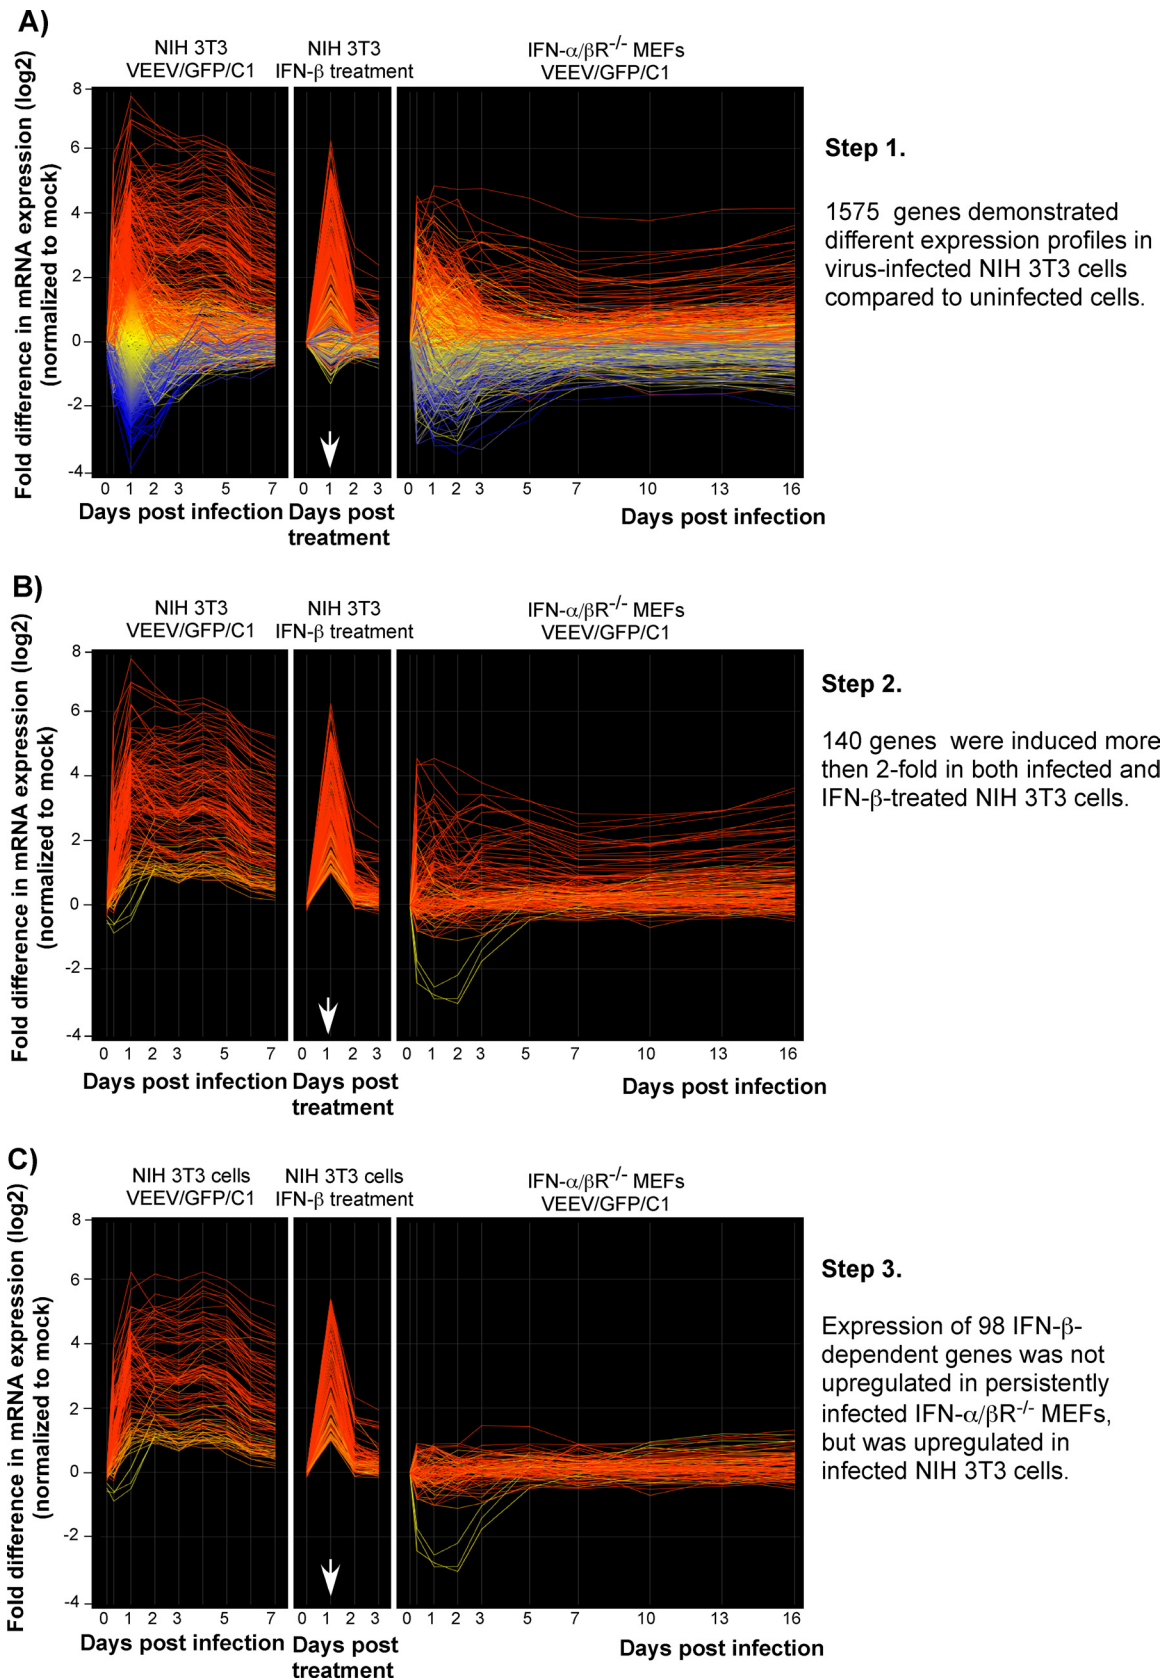 A)
NIH 3T3
VEEV/GFP/C1
NIH 3T3
IFN-β treatment
IFN-α/βR-/- MEFs
VEEV/GFP/C1
Fold difference in mRNA expression (log2)
(normalized to mock)
8
6
4
2
0
-2
-4
0 1 2 3 5 7
0 1 2 3
0 1 2 3 5 7 10 13 16
Days post infection
Days post
treatment
Days post infection
Step 1.
1575 genes demonstrated
different expression profiles in
virus-infected NIH 3T3 cells
compared to uninfected cells.
B)
NIH 3T3
VEEV/GFP/C1
NIH 3T3
IFN-β treatment
IFN-α/βR-/- MEFs
VEEV/GFP/C1
Fold difference in mRNA expression (log2)
(normalized to mock)
8
6
4
2
0
-2
-4
0 1 2 3 5 7
0 1 2 3
0 1 2 3 5 7 10 13 16
Days post infection
Days post
treatment
Days post infection
Step 2.
140 genes were induced more
then 2-fold in both infected and
IFN-β-treated NIH 3T3 cells.
C)
NIH 3T3 cells
VEEV/GFP/C1
NIH 3T3 cells
IFN-β treatment
IFN-α/βR-/- MEFs
VEEV/GFP/C1
Fold difference in mRNA expression (log2)
(normalized to mock)
8
6
4
2
0
-2
-4
0 1 2 3 5 7
0 1 2 3
0 1 2 3 5 7 10 13 16
Days post infection
Days post
treatment
Days post infection
Step 3.
Expression of 98 IFN-β-
dependent genes was not
upregulated in persistently
infected IFN-α/βR-/- MEFs,
but was upregulated in
infected NIH 3T3 cells.